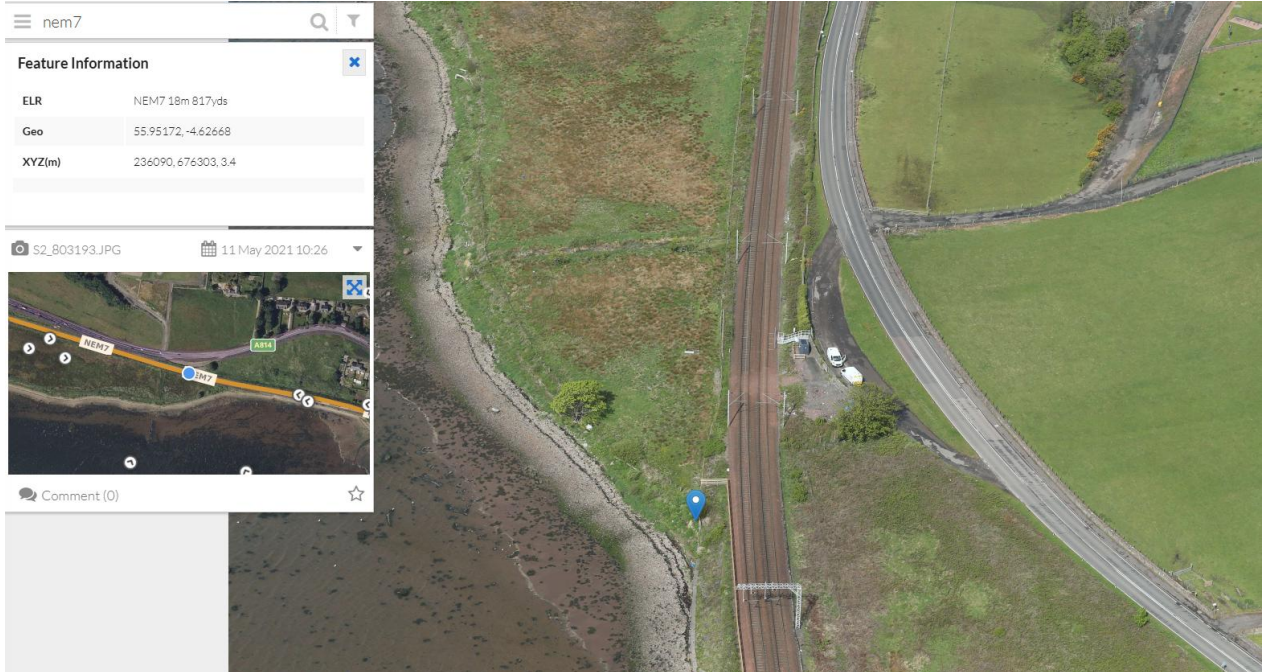 nem7
Feature Information
ELR NEM7 18m 817yds
Geo 55.95172, -4.62668
XYZ(m) 236090, 676303, 3.4
S2_803193.JPG 11 May 2021 10:26
NEM7
A814
EM7
Comment (0)